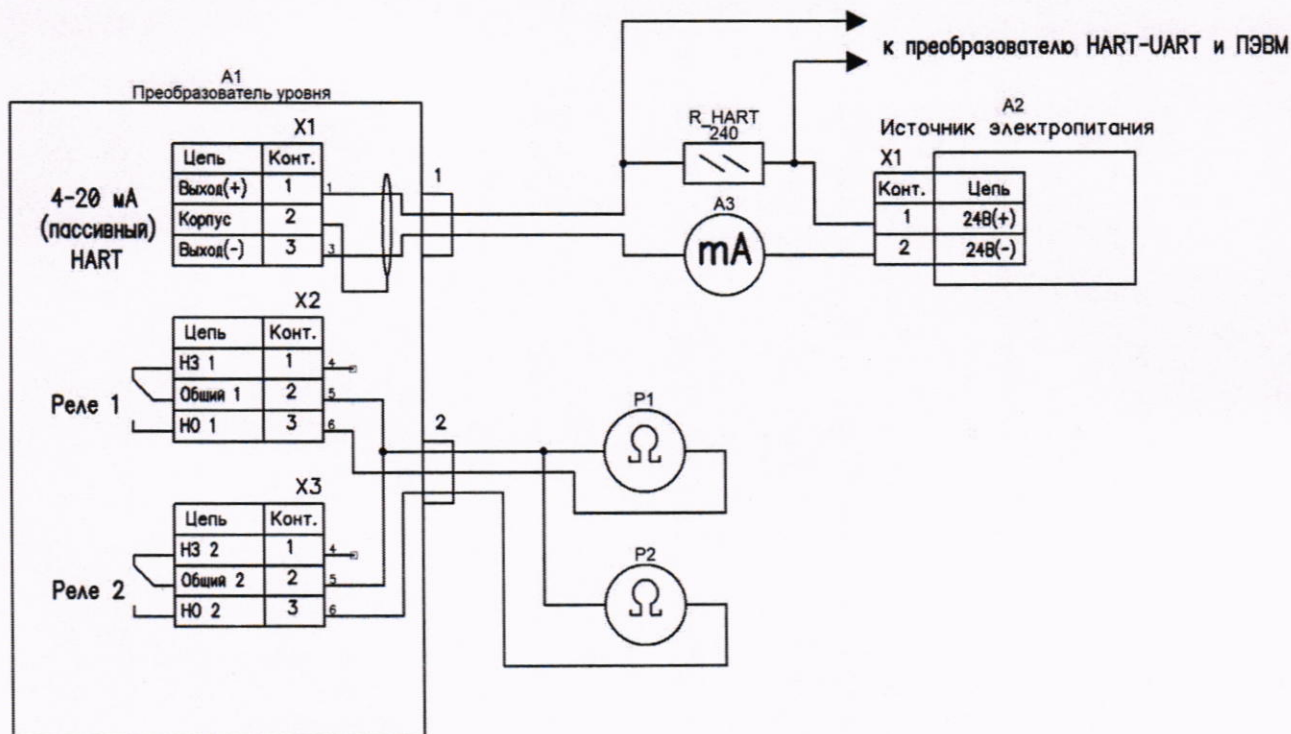 к преобразователю HART-UART и ПЭВМ
A1
Преобразователь уровня
X1
Цепь Конт.
Выход(+) 1 1
Корпус 2
Выход(-) 3 3
4-20 мА
(пассивный)
HART
1
R_HART
240
A3
mA
A2
Источник электропитания
X1
Конт. Цепь
1 24В(+)
2 24В(-)
X2
Цепь Конт.
НЗ 1 1 4
Общий 1 2 5
НО 1 3 6
Реле 1
2
P1
Ω
X3
Цепь Конт.
НЗ 2 1 4
Общий 2 2 5
НО 2 3 6
Реле 2
P2
Ω